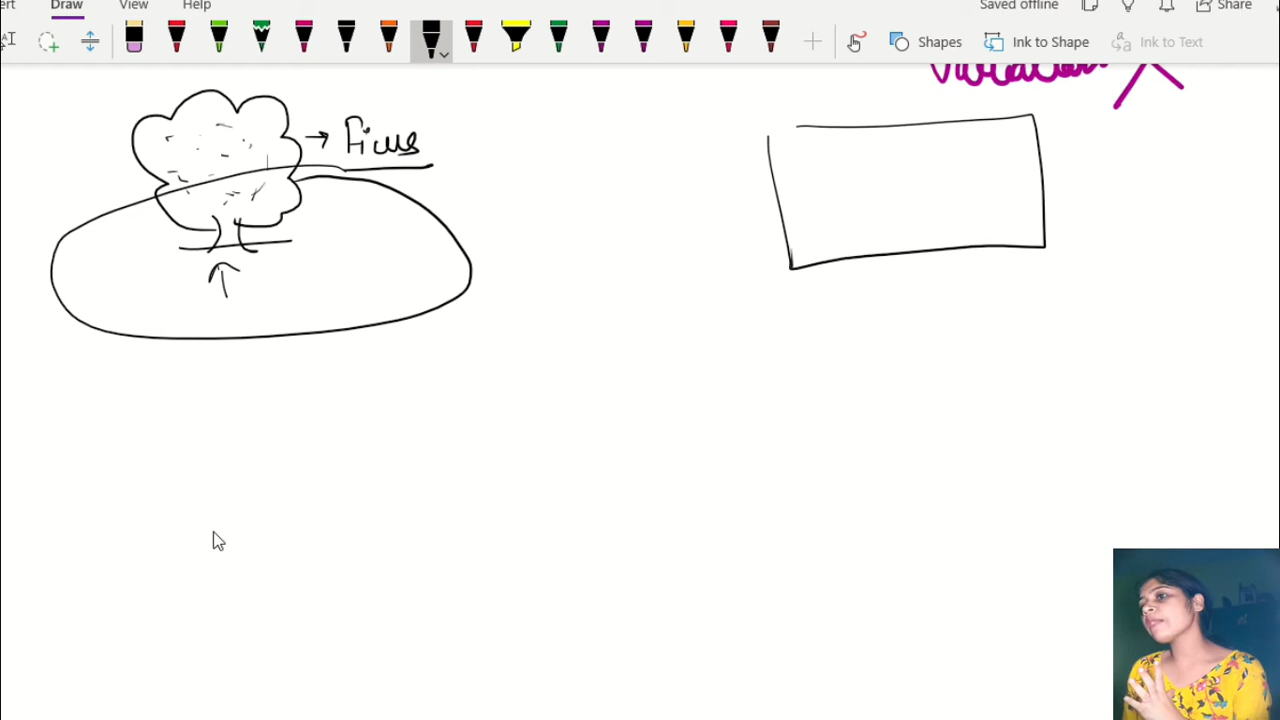 Draw
View
Help
Saved offline
Share
Shapes
Ink to Shape
Ink to Text
→ Ficus